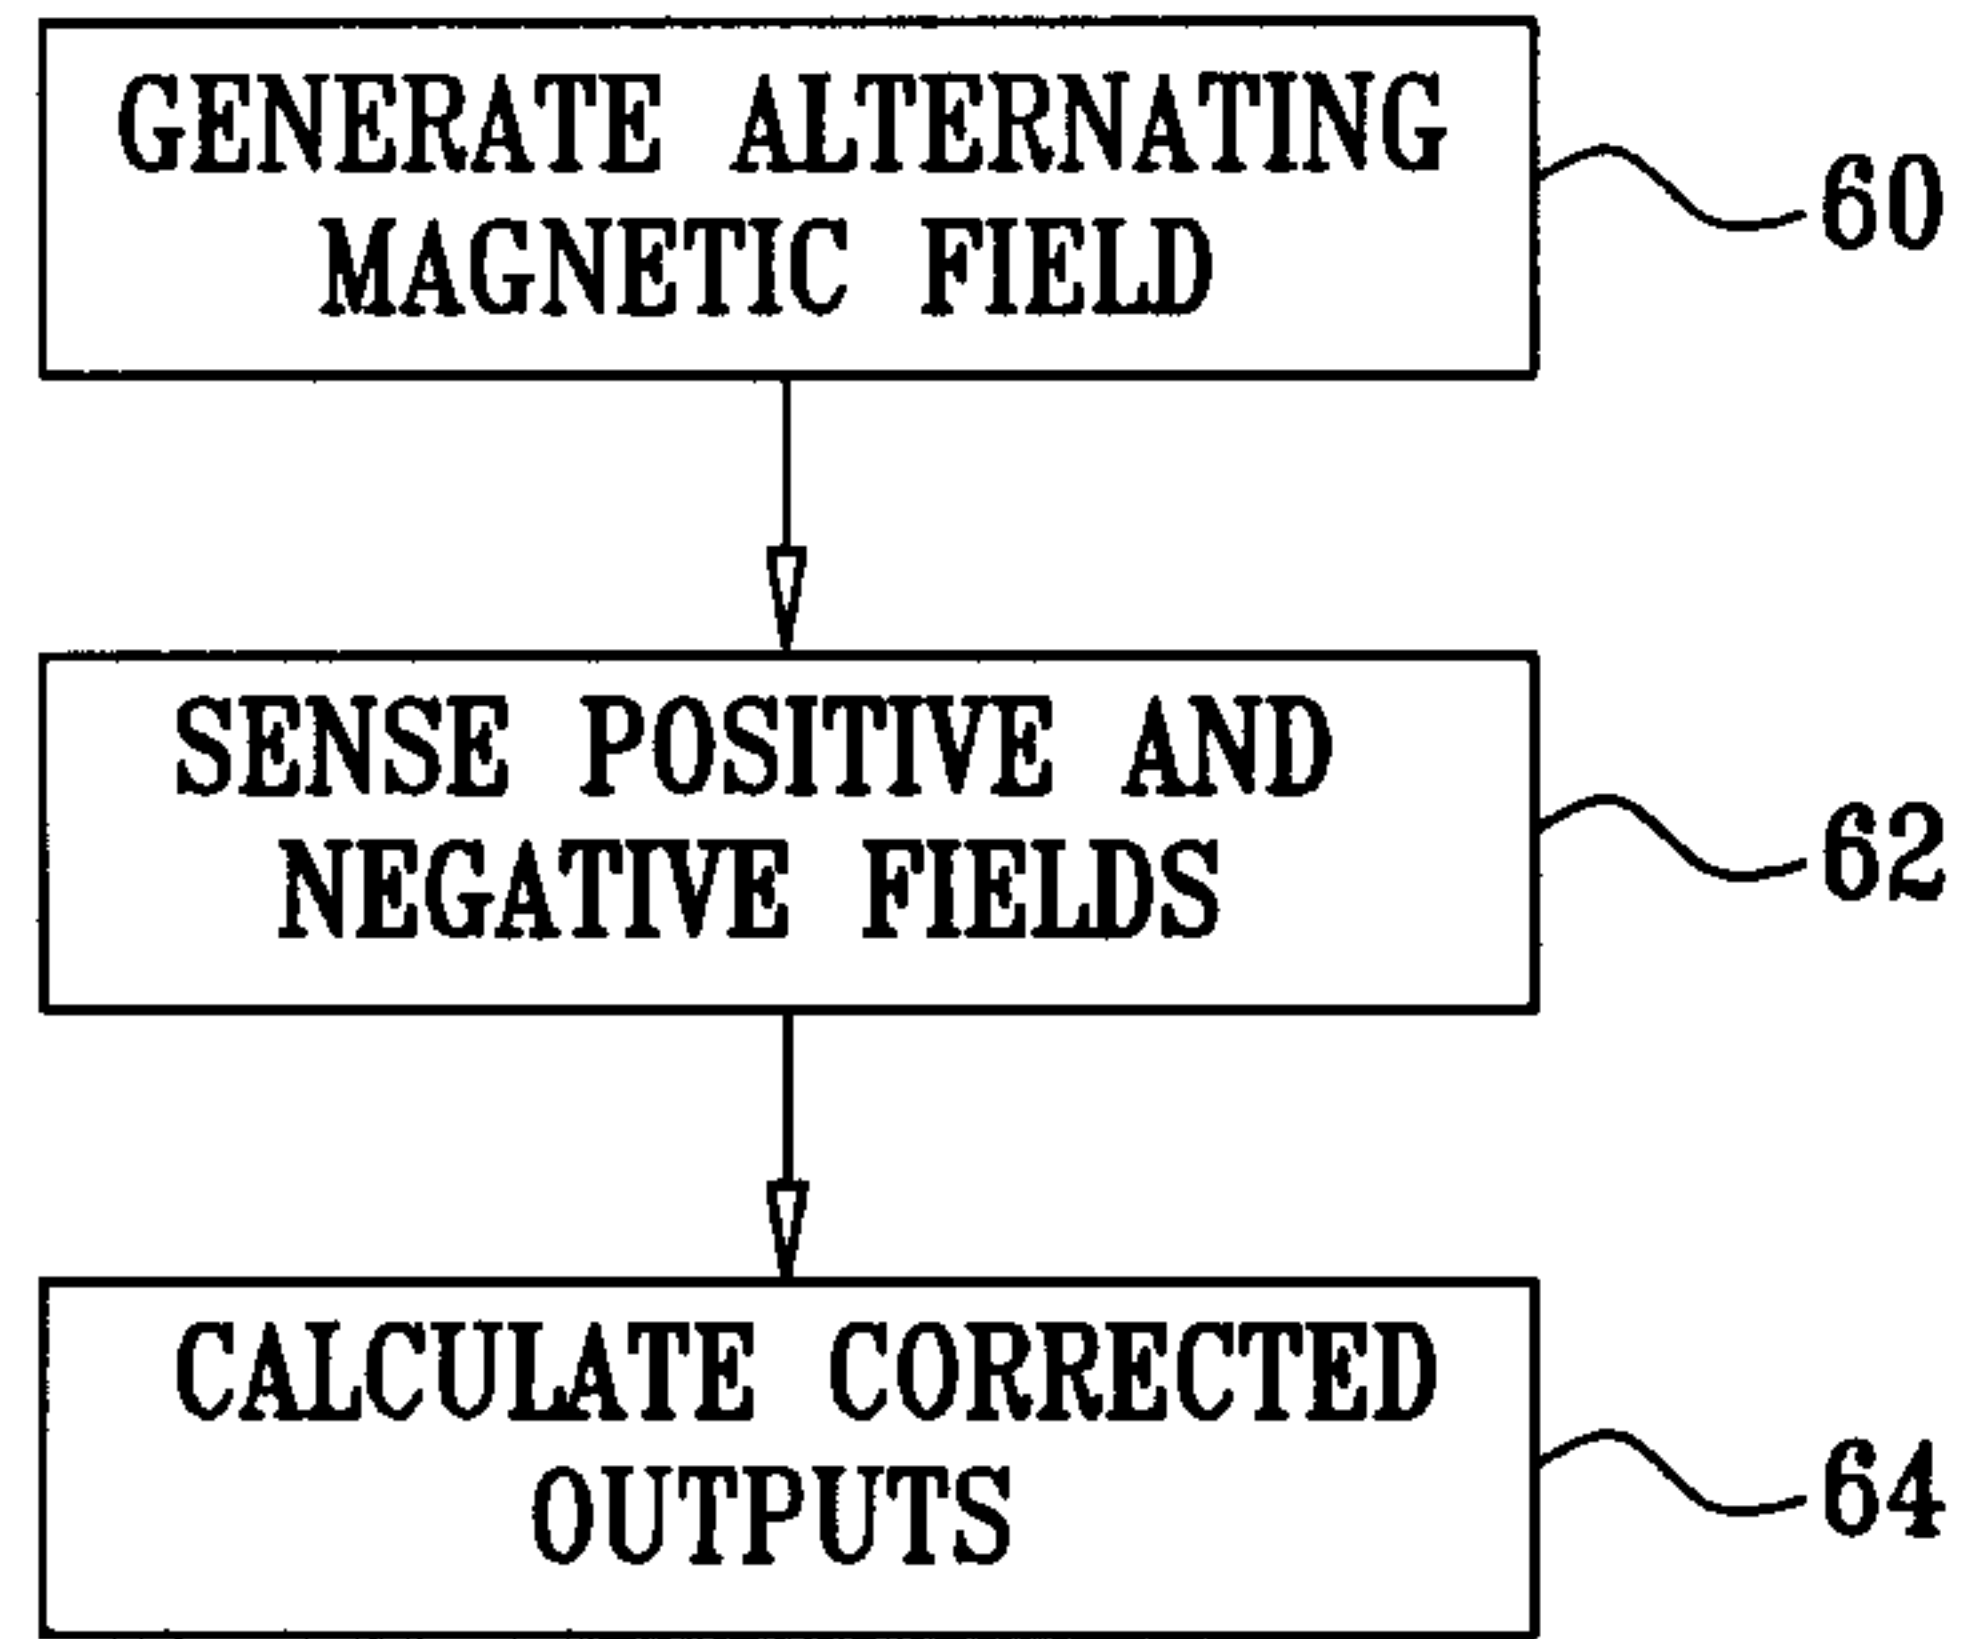 GENERATE ALTERNATING
MAGNETIC FIELD
60
SENSE POSITIVE AND
NEGATIVE FIELDS
62
CALCULATE CORRECTED
OUTPUTS
64